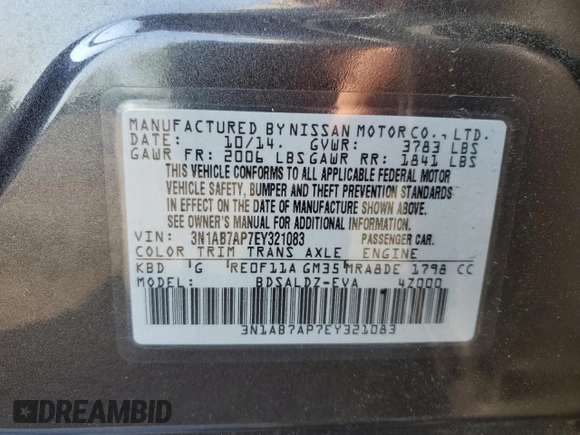 MANUFACTURED BY NISSAN MOTOR CO., LTD.
DATE: 10/14. GVWR: 3783 LBS
GAWR FR: 2006 LBS GAWR RR: 1841 LBS
THIS VEHICLE CONFORMS TO ALL APPLICABLE FEDERAL MOTOR
VEHICLE SAFETY, BUMPER AND THEFT PREVENTION STANDARDS
IN EFFECT ON THE DATE OF MANUFACTURE SHOWN ABOVE.
SEE OWNER'S MANUAL FOR ADDITIONAL INFORMATION.
VIN: 3N1AB7AP7EY321083 PASSENGER CAR.
COLOR TRIM TRANS AXLE ENGINE
KBD G RE0F11A GM35 MRA8DE 1798 CC
MODEL: BDSALDZ-EVA 4Z000
3N1AB7AP7EY321083
DREAMBID